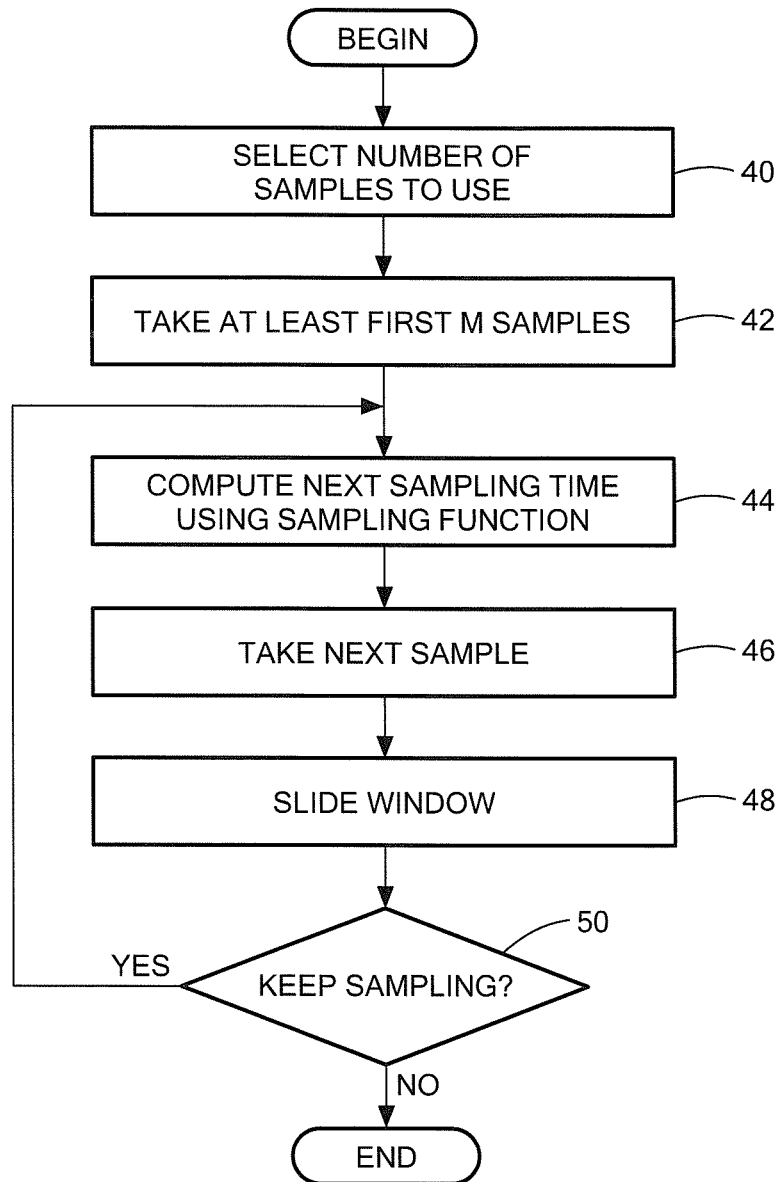 BEGIN
SELECT NUMBER OF
SAMPLES TO USE
40
TAKE AT LEAST FIRST M SAMPLES
42
COMPUTE NEXT SAMPLING TIME
USING SAMPLING FUNCTION
44
TAKE NEXT SAMPLE
46
SLIDE WINDOW
48
50
YES
KEEP SAMPLING?
NO
END